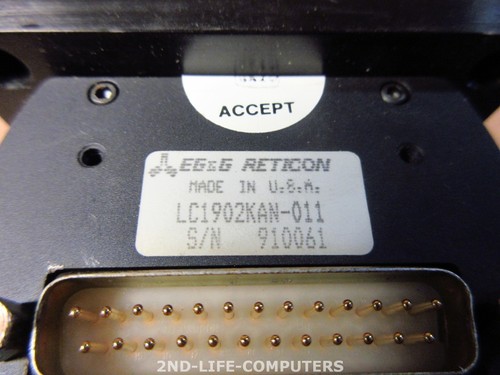 ACCEPT
EG&G RETICON
MADE IN U.S.A.
LC1902KAN-011
S/N 910061
2ND-LIFE-COMPUTERS